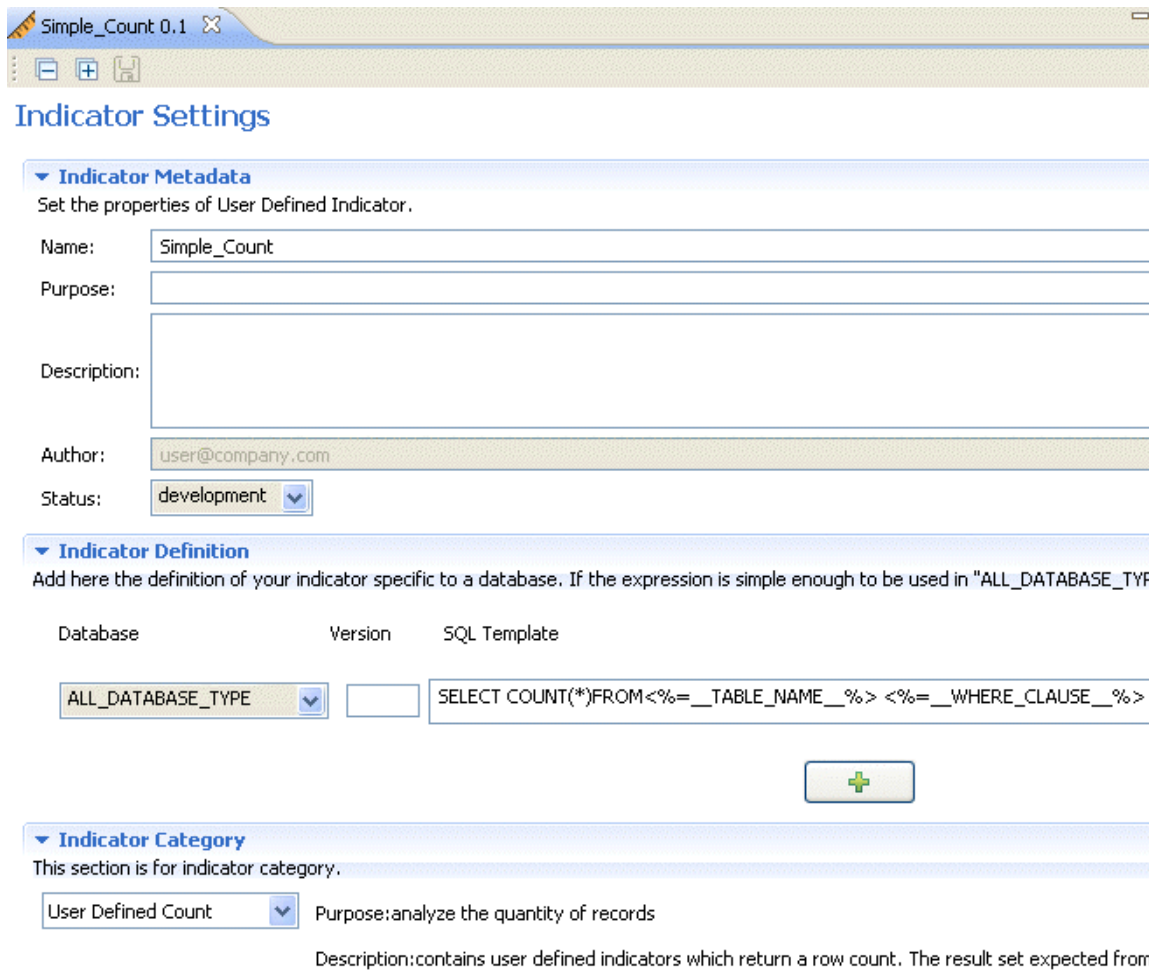 Simple_Count 0.1
Indicator Settings
Indicator Metadata
Set the properties of User Defined Indicator.
Name: Simple_Count
Purpose:
Description:
Author: user@company.com
Status: development
Indicator Definition
Add here the definition of your indicator specific to a database. If the expression is simple enough to be used in "ALL_DATABASE_TYP
Database Version SQL Template
ALL_DATABASE_TYPE SELECT COUNT(*)FROM<%=__TABLE_NAME__%> <%=__WHERE_CLAUSE__%>
Indicator Category
This section is for indicator category.
User Defined Count Purpose:analyze the quantity of records
Description:contains user defined indicators which return a row count. The result set expected from